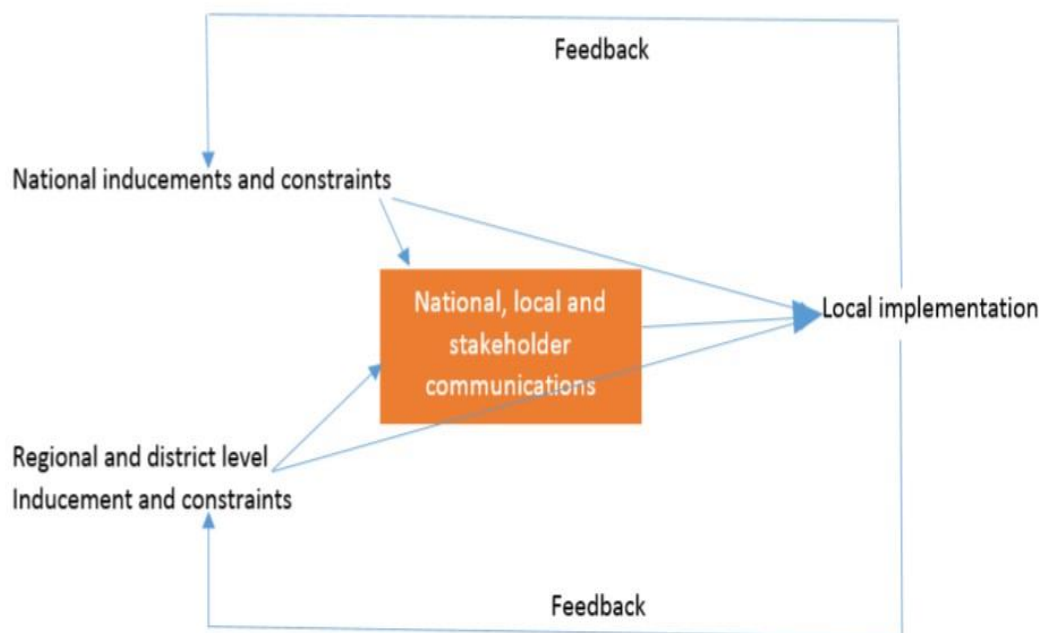 Feedback
National inducements and constraints
National, local and
stakeholder
communications
Local implementation
Regional and district level
Inducement and constraints
Feedback